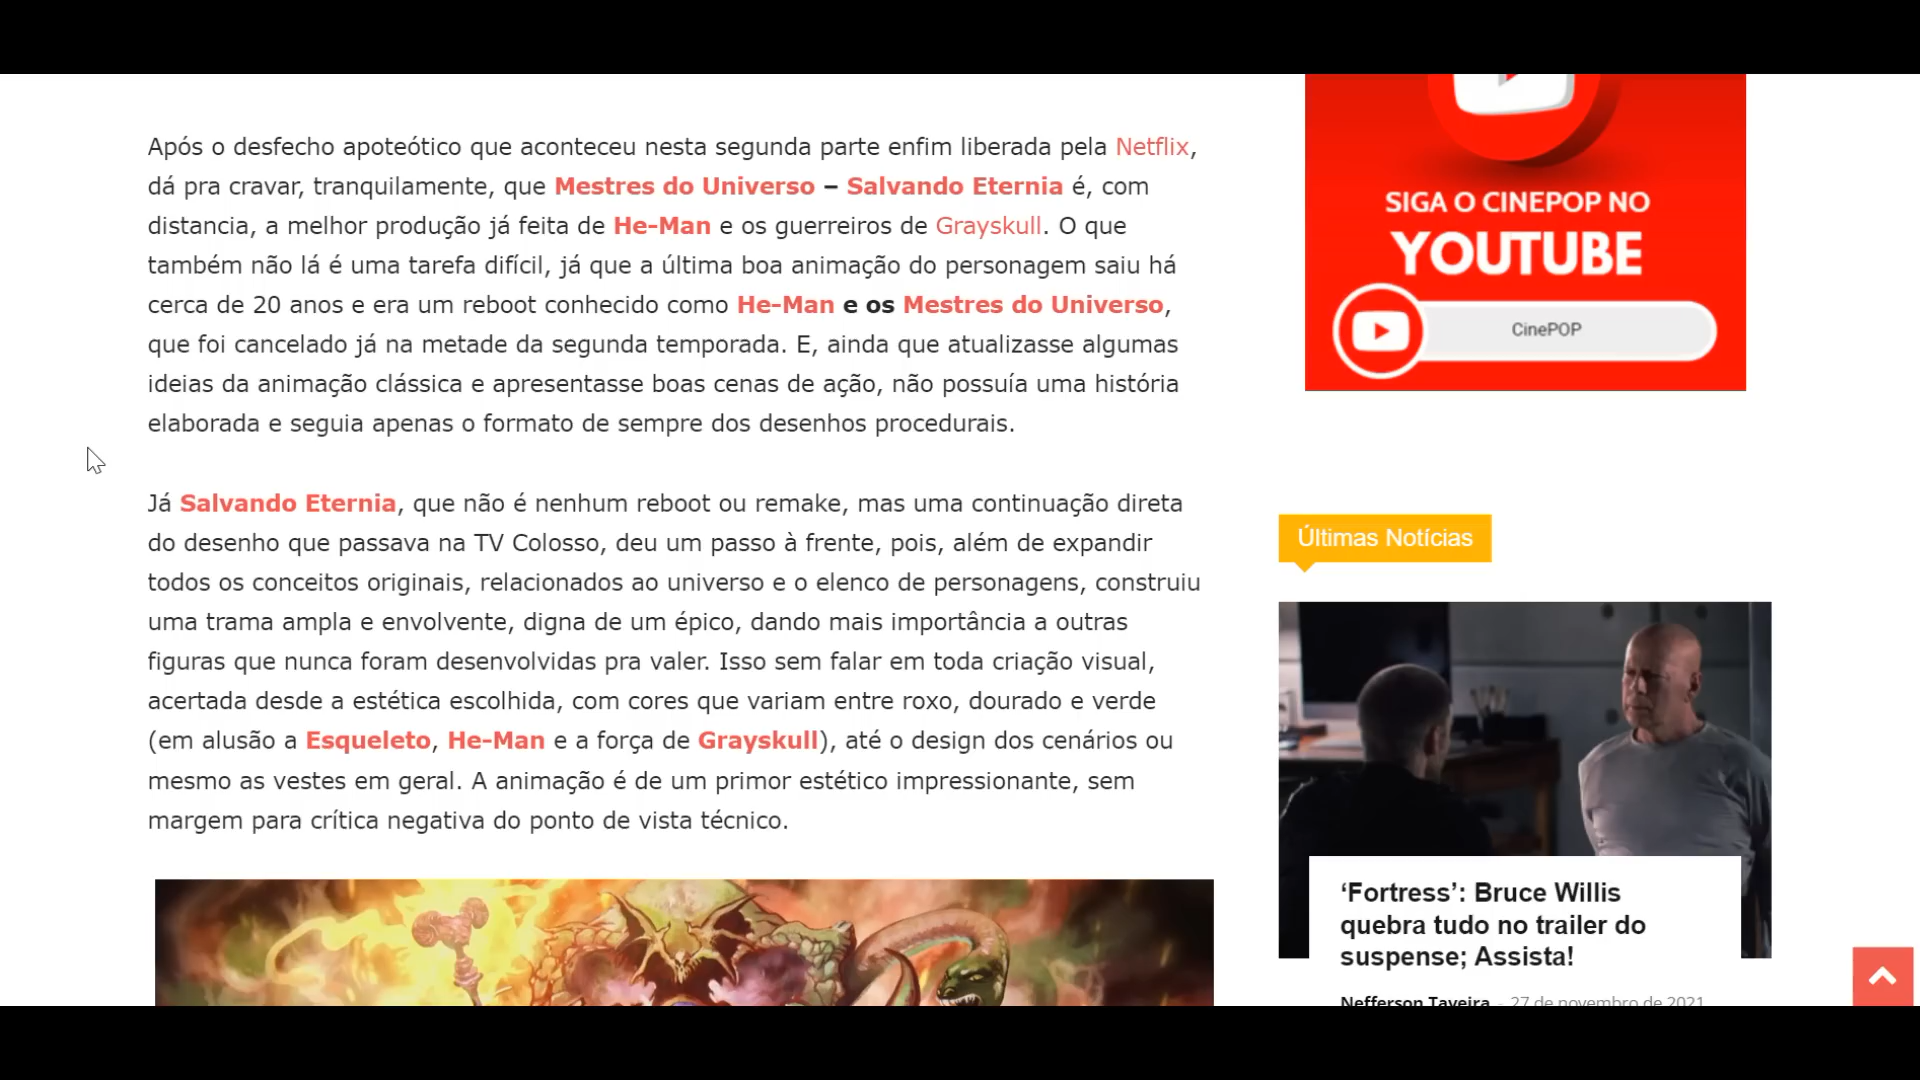 Após o desfecho apoteótico que aconteceu nesta segunda parte enfim liberada pela Netflix,
dá pra cravar, tranquilamente, que Mestres do Universo – Salvando Eternia é, com
distancia, a melhor produção já feita de He-Man e os guerreiros de Grayskull. O que
também não lá é uma tarefa difícil, já que a última boa animação do personagem saiu há
cerca de 20 anos e era um reboot conhecido como He-Man e os Mestres do Universo,
que foi cancelado já na metade da segunda temporada. E, ainda que atualizasse algumas
ideias da animação clássica e apresentasse boas cenas de ação, não possuía uma história
elaborada e seguia apenas o formato de sempre dos desenhos procedurais.
Já Salvando Eternia, que não é nenhum reboot ou remake, mas uma continuação direta
do desenho que passava na TV Colosso, deu um passo à frente, pois, além de expandir
todos os conceitos originais, relacionados ao universo e o elenco de personagens, construiu
uma trama ampla e envolvente, digna de um épico, dando mais importância a outras
figuras que nunca foram desenvolvidas pra valer. Isso sem falar em toda criação visual,
acertada desde a estética escolhida, com cores que variam entre roxo, dourado e verde
(em alusão a Esqueleto, He-Man e a força de Grayskull), até o design dos cenários ou
mesmo as vestes em geral. A animação é de um primor estético impressionante, sem
margem para crítica negativa do ponto de vista técnico.
SIGA O CINEPOP NO
YOUTUBE
CinePOP
Últimas Notícias
‘Fortress’: Bruce Willis
quebra tudo no trailer do
suspense; Assista!
Nefferson Taveira - 27 de novembro de 2021